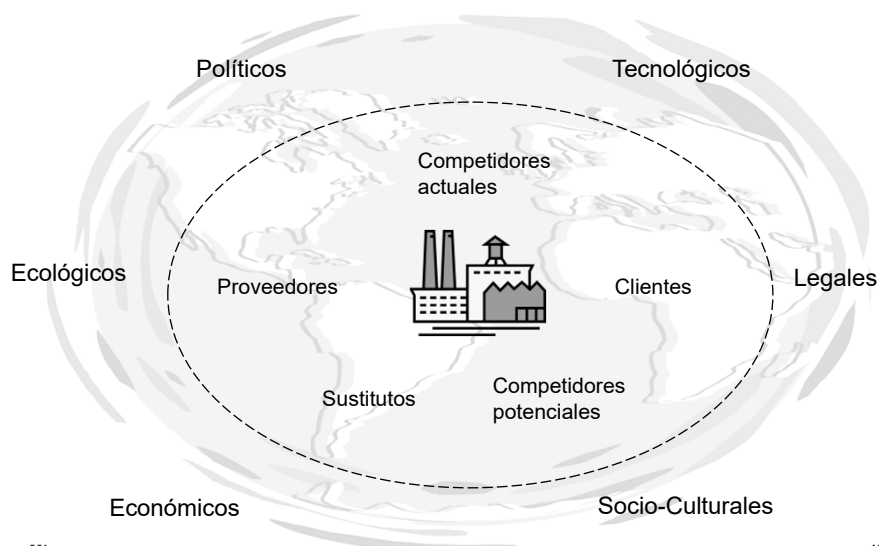 Políticos
Tecnológicos
Competidores
actuales
Ecológicos
Proveedores
Clientes
Legales
Sustitutos
Competidores
potenciales
Económicos
Socio-Culturales